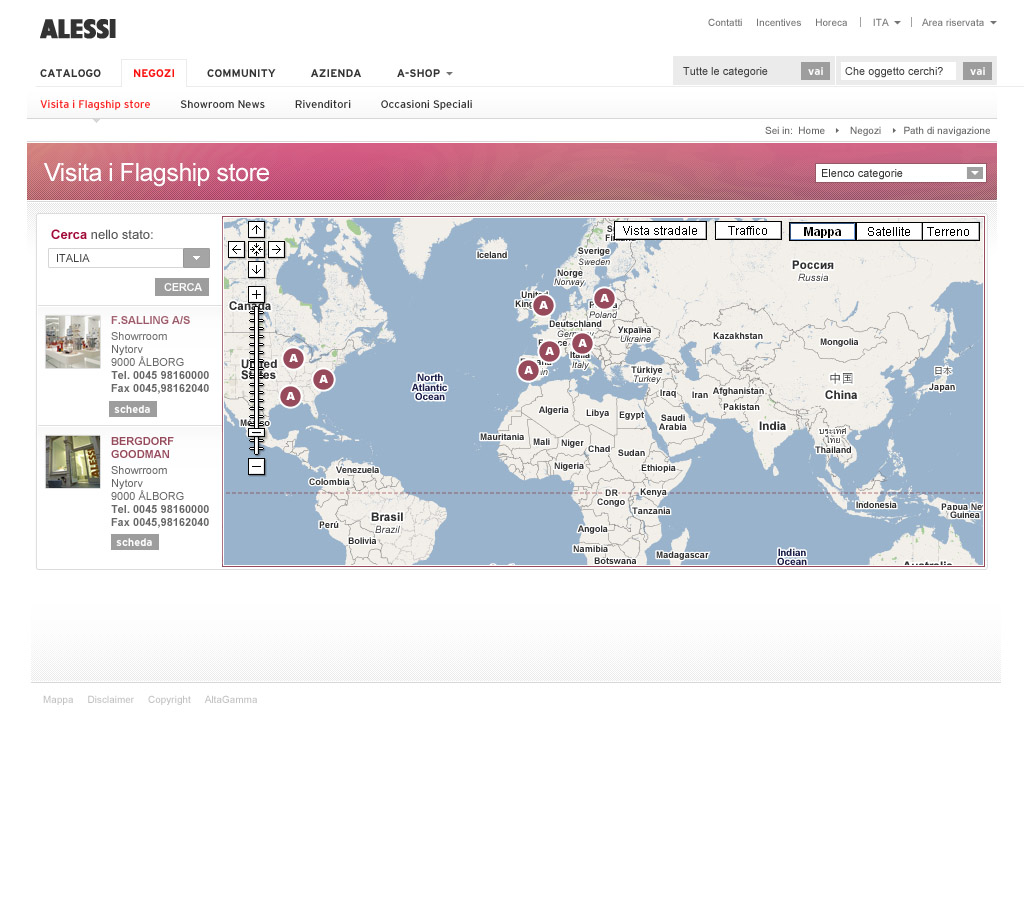 ALESSI
Contatti Incentives Horeca | ITA | Area riservata
CATALOGO NEGOZI COMMUNITY AZIENDA A-SHOP
Tutte le categorie vai Che oggetto cerchi? vai
Visita i Flagship store Showroom News Rivenditori Occasioni Speciali
Sei in: Home Negozi Path di navigazione
Visita i Flagship store
Elenco categorie
Cerca nello stato:
ITALIA
CERCA
F.SALLING A/S
Showrroom
Nytorv
9000 ÅLBORG
Tel. 0045 98160000
Fax 0045,98162040
scheda
BERGDORF
GOODMAN
Showrroom
Nytorv
9000 ÅLBORG
Tel. 0045 98160000
Fax 0045,98162040
scheda
Vista stradale Traffico Mappa Satellite Terreno
Iceland
Sverige
Sweden
Norge
Norway
Россия
Russia
Canada
United
A
A
Poland
Deutschland
Україна
Ukraine
A
A
Italy
A
Kazakhstan
Mongolia
United
States
A
A
A
North
Atlantic
Ocean
Türkiye
Turkey
Iraq
Iran
Afghanistan
Pakistan
中国
China
日本
Japan
Algeria
Libya
Egypt
Saudi
Arabia
India
México
Mauritania
Mali
Niger
Chad
Sudan
ประเทศ
ไทย
Thailand
Nigeria
Ethiopia
Venezuela
Colombia
DR
Congo
Kenya
Tanzania
Indonesia
Papua New
Guinea
Perú
Brasil
Brazil
Bolivia
Angola
Namibia
Botswana
Madagascar
Indian
Ocean
Australia
Mappa Disclaimer Copyright AltaGamma